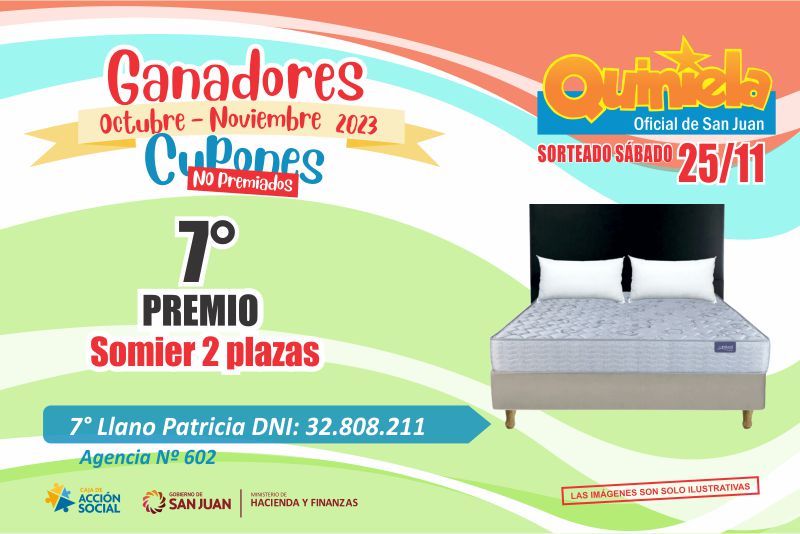 Ganadores
Octubre - Noviembre 2023
Cupones
No Premiados
Quiniela
Oficial de San Juan
SORTEADO SÁBADO 25/11
7°
PREMIO
Somier 2 plazas
7° Llano Patricia DNI: 32.808.211
Agencia Nº 602
CAJA DE
ACCIÓN
SOCIAL
GOBIERNO DE
SAN JUAN
MINISTERIO DE
HACIENDA Y FINANZAS
LAS IMÁGENES SON SOLO ILUSTRATIVAS